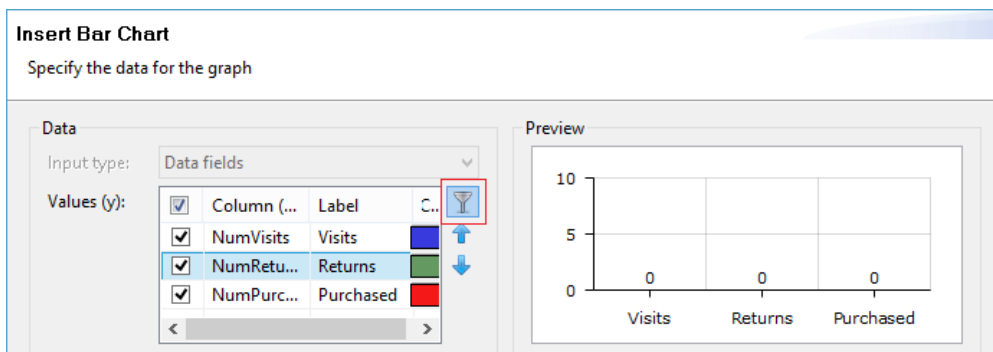 Insert Bar Chart
Specify the data for the graph
Data
Input type: Data fields
Values (y):
Column (... Label C..
NumVisits Visits
NumRetu... Returns
NumPurc... Purchased
Preview
10
5
0
0 0 0
Visits Returns Purchased